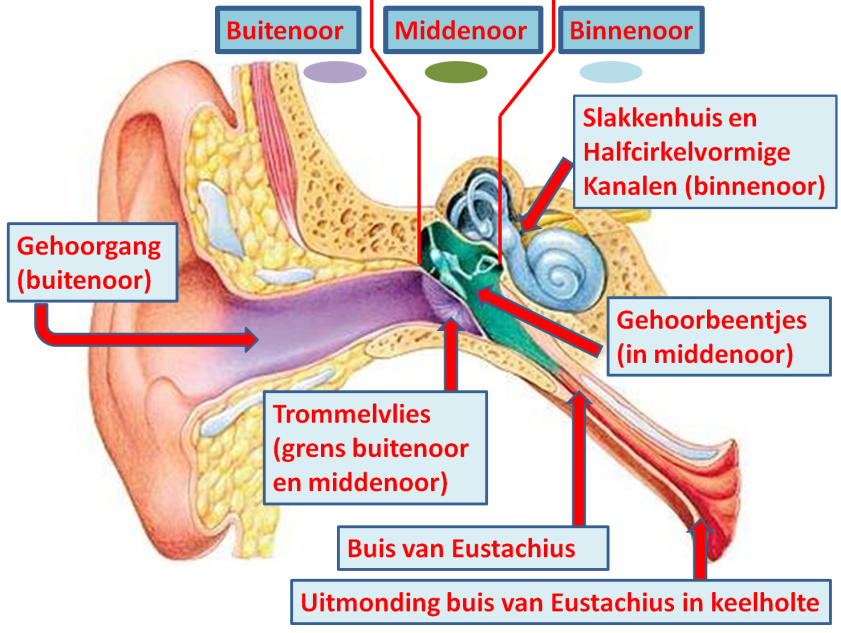 Buitenoor
Middenoor
Binnenoor
Slakkenhuis en
Halfcirkelvormige
Kanalen (binnenoor)
Gehoorgang
(buitenoor)
Gehoorbeentjes
(in middenoor)
Trommelvlies
(grens buitenoor
en middenoor)
Buis van Eustachius
Uitmonding buis van Eustachius in keelholte